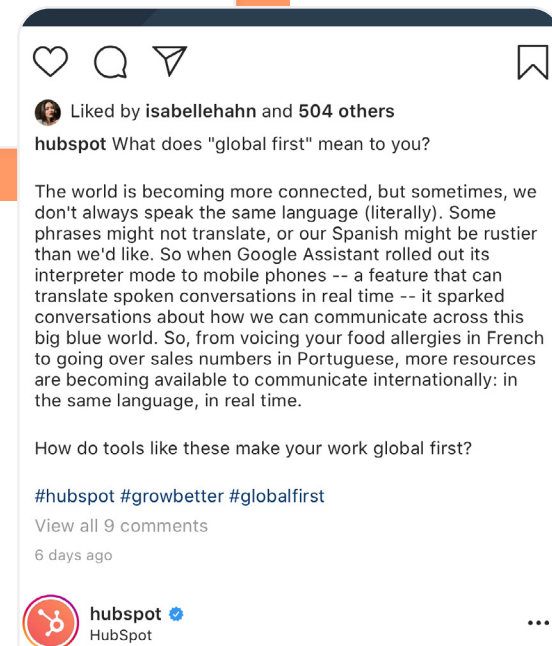 Liked by isabellehahn and 504 others
hubspot What does "global first" mean to you?
The world is becoming more connected, but sometimes, we
don't always speak the same language (literally). Some
phrases might not translate, or our Spanish might be rustier
than we'd like. So when Google Assistant rolled out its
interpreter mode to mobile phones -- a feature that can
translate spoken conversations in real time -- it sparked
conversations about how we can communicate across this
big blue world. So, from voicing your food allergies in French
to going over sales numbers in Portuguese, more resources
are becoming available to communicate internationally: in
the same language, in real time.
How do tools like these make your work global first?
#hubspot #growbetter #globalfirst
View all 9 comments
6 days ago
hubspot
HubSpot